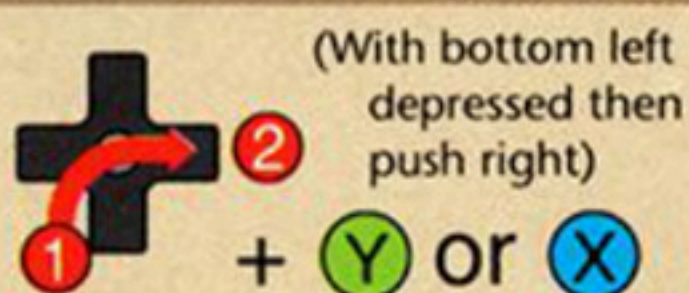 (With bottom left
depressed then
2
push right)
1 + Y or X